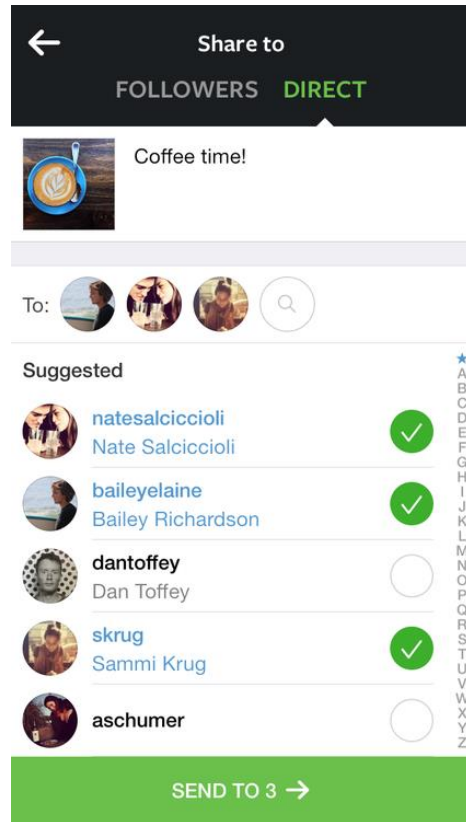 Share to
FOLLOWERS DIRECT
Coffee time!
To:
Suggested
natesalciccioli
Nate Salciccioli
baileyelaine
Bailey Richardson
dantoffey
Dan Toffey
skrug
Sammi Krug
aschumer
A
B
C
D
E
F
G
H
I
J
K
L
M
N
O
P
Q
R
S
T
U
V
W
X
Y
Z
SEND TO 3 →